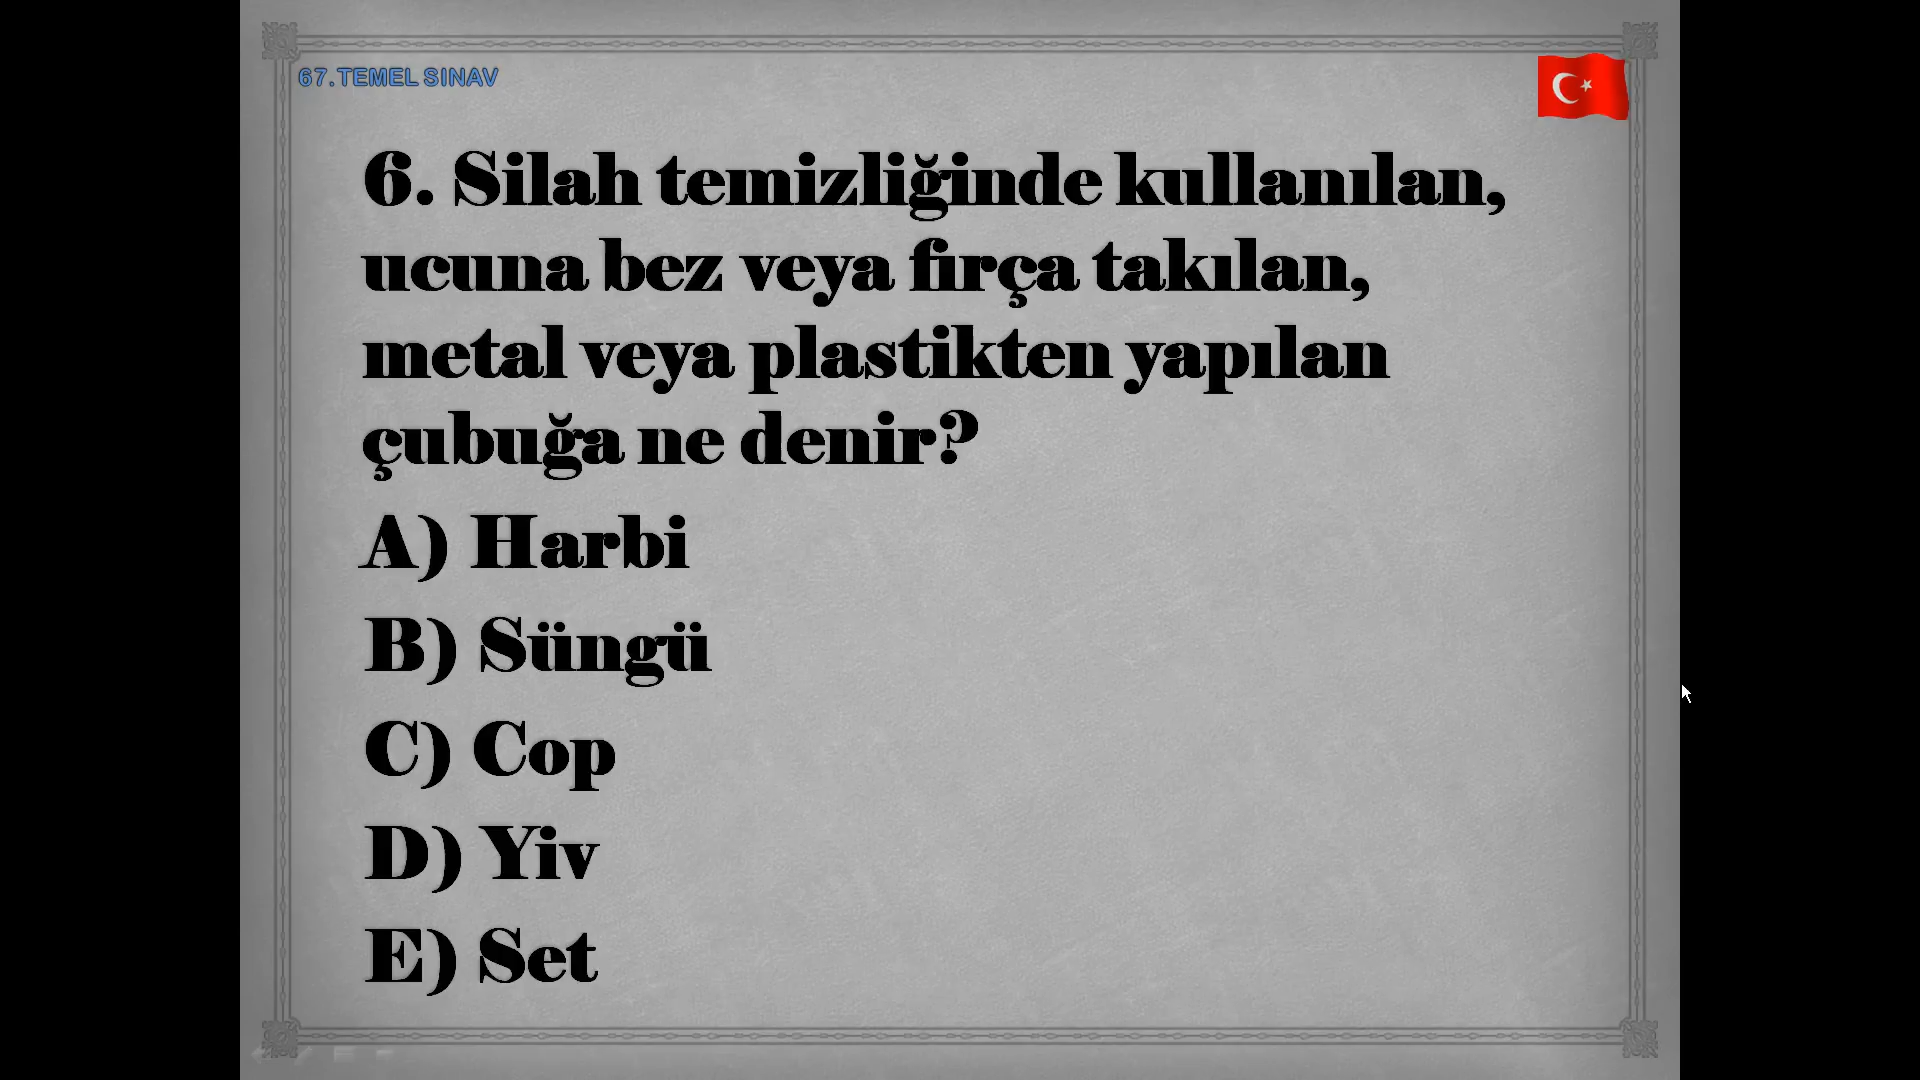 67.TEMEL SINAV
6. Silah temizliğinde kullanılan,
ucuna bez veya fırça takılan,
metal veya plastikten yapılan
çubuğa ne denir?
A) Harbi
B) Süngü
C) Cop
D) Yiv
E) Set